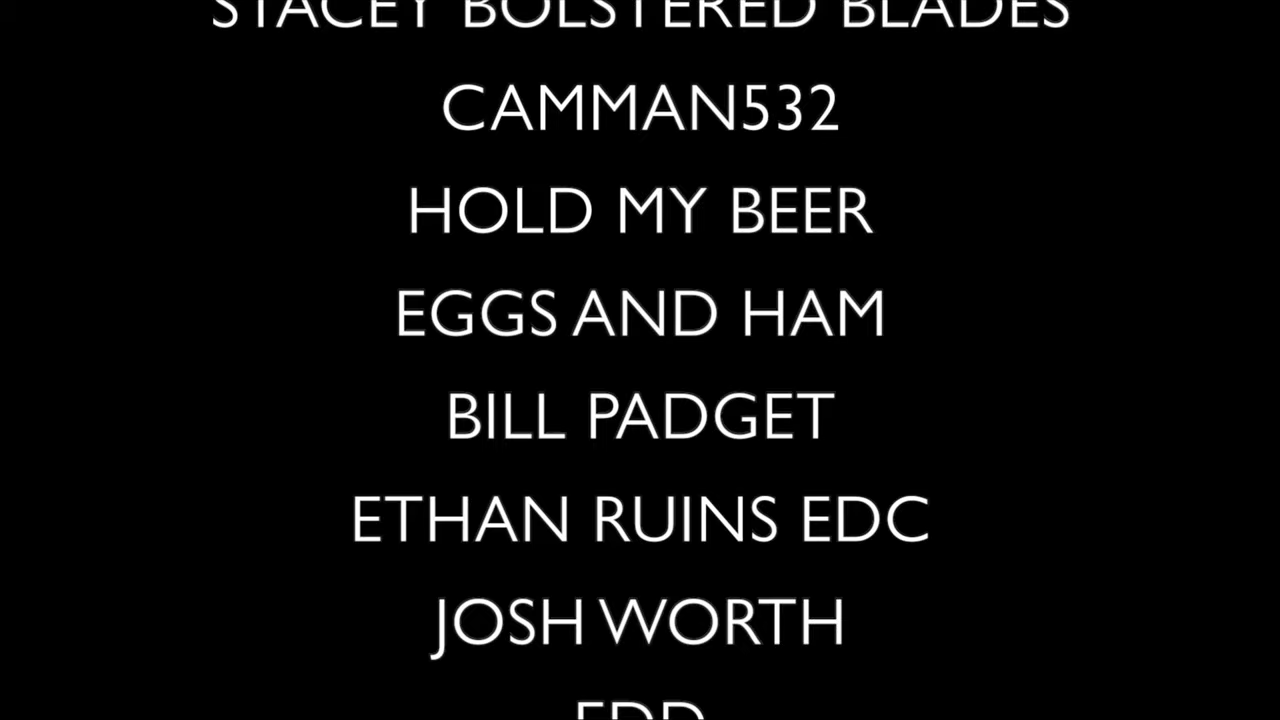 STACEY BOLSTERED BLADES
CAMMAN532
HOLD MY BEER
EGGS AND HAM
BILL PADGET
ETHAN RUINS EDC
JOSH WORTH